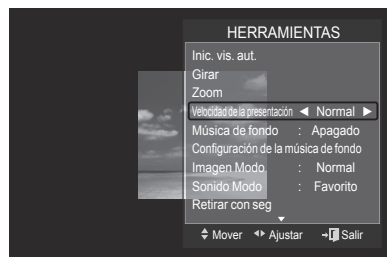 HERRAMIENTAS
Inic. vis. aut.
Girar
Zoom
Velocidad de la presentación ◄ Normal ►
Música de fondo : Apagado
Configuración de la música de fondo
Imagen Modo : Normal
Sonido Modo : Favorito
Retirar con seg
Mover Ajustar Salir